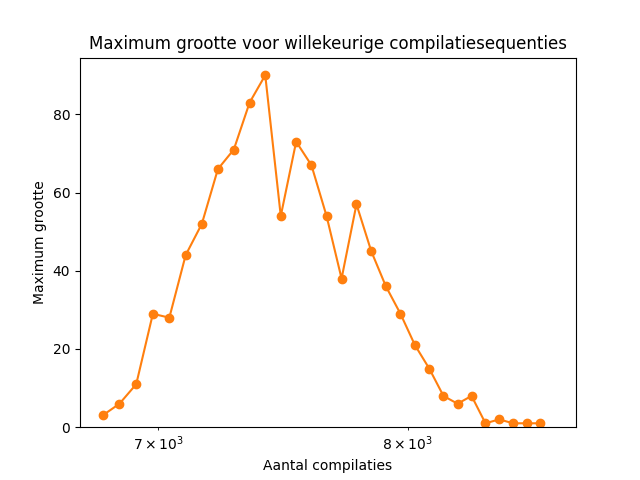 Maximum grootte voor willekeurige compilatiesequenties
Maximum grootte
80
60
40
20
0
7 × 10³
8 × 10³
Aantal compilaties